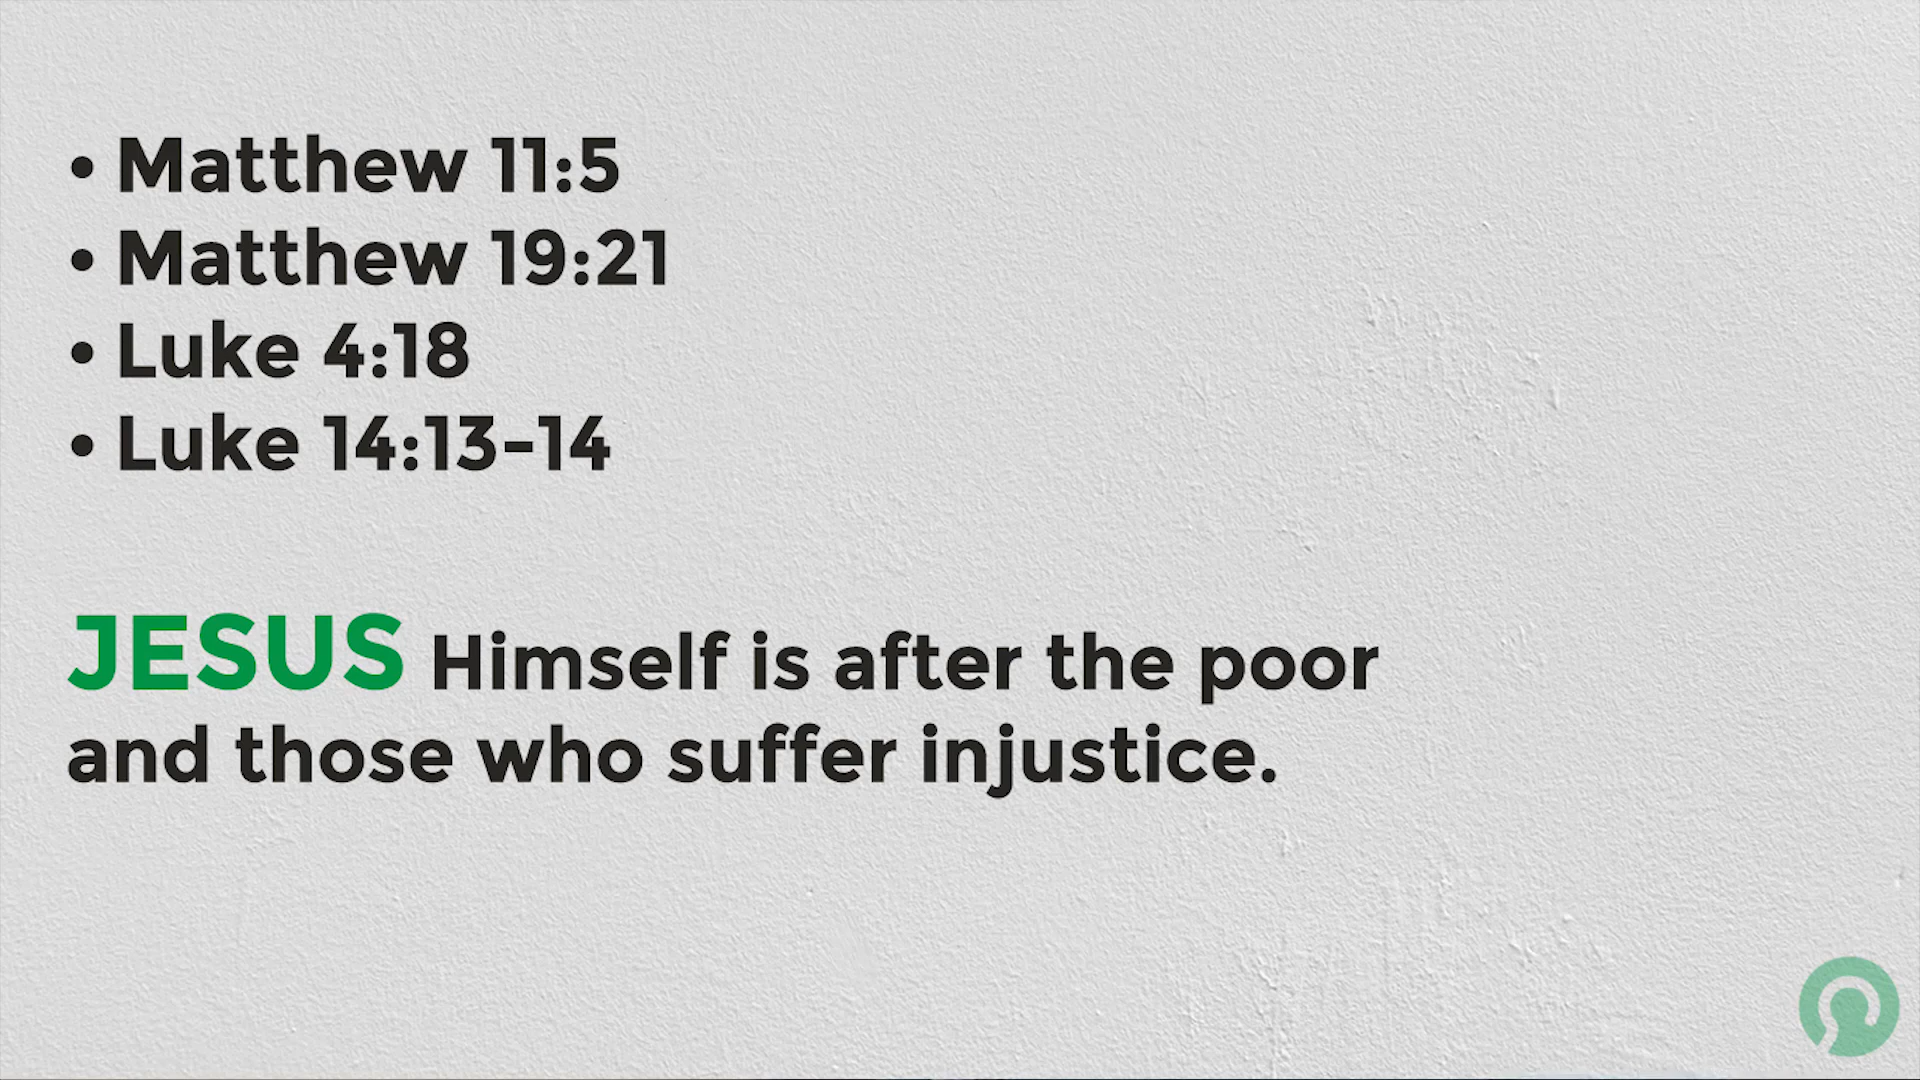 • Matthew 11:5
• Matthew 19:21
• Luke 4:18
• Luke 14:13-14
JESUS Himself is after the poor
and those who suffer injustice.